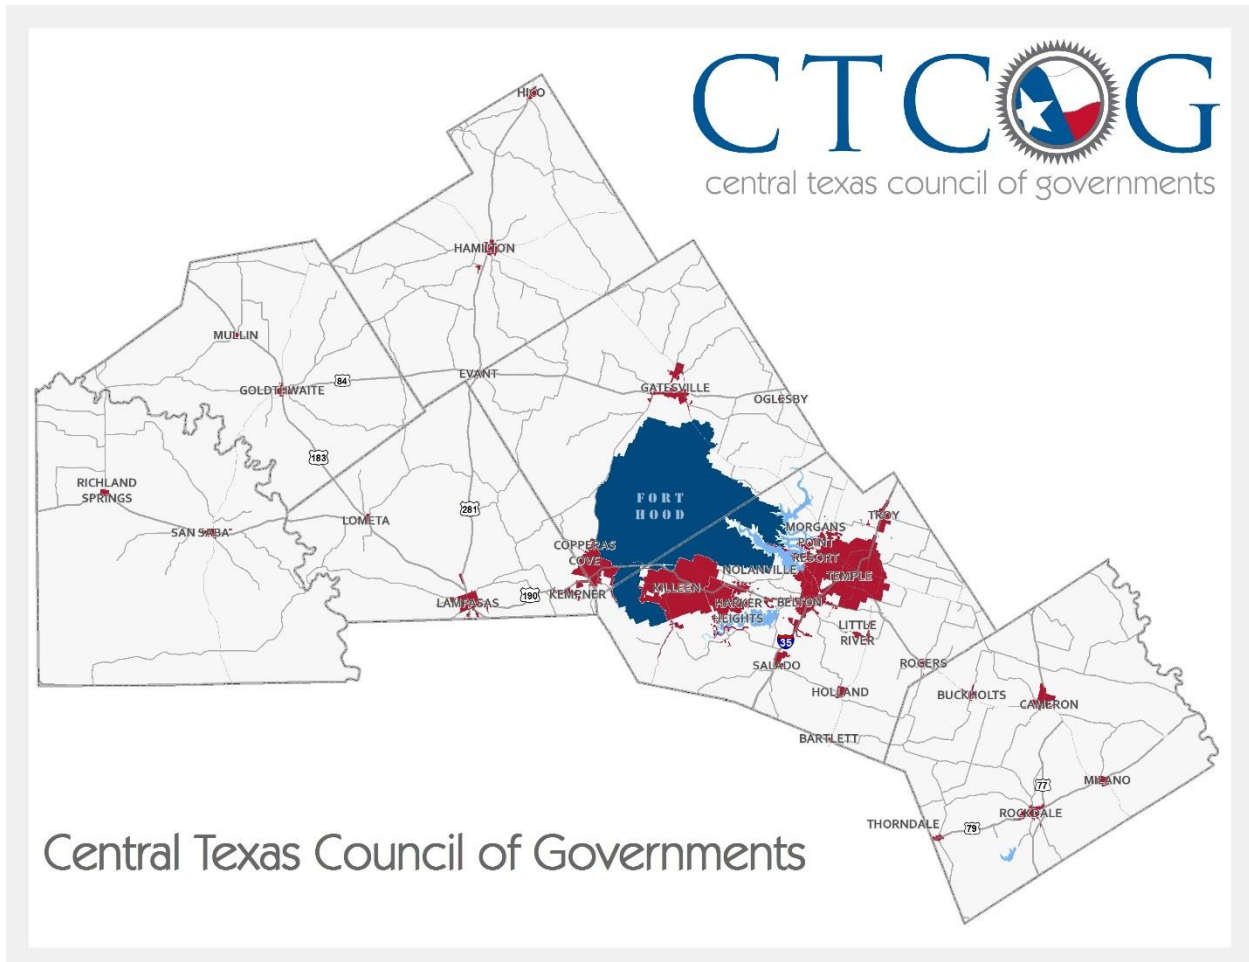 CTCOG
central texas council of governments
HICO
HAMILTON
MULLIN
GOLDTHWAITE
84
EVANT
GATESVILLE
OGLESBY
183
RICHLAND
SPRINGS
SAN SABA
LOMETA
281
FORT
HOOD
COPPERAS
COVE
MORGANS
POINT
RESORT
TROY
NOLANVILLE
TEMPLE
KILLEEN
KEMPNER
190
LAMPASAS
HARKER
HEIGHTS
BELTON
LITTLE
RIVER
35
SALADO
ROGERS
HOLLAND
BUCKHOLTS
CAMERON
BARTLETT
77
MILANO
THORNDALE
79
ROCKDALE
Central Texas Council of Governments